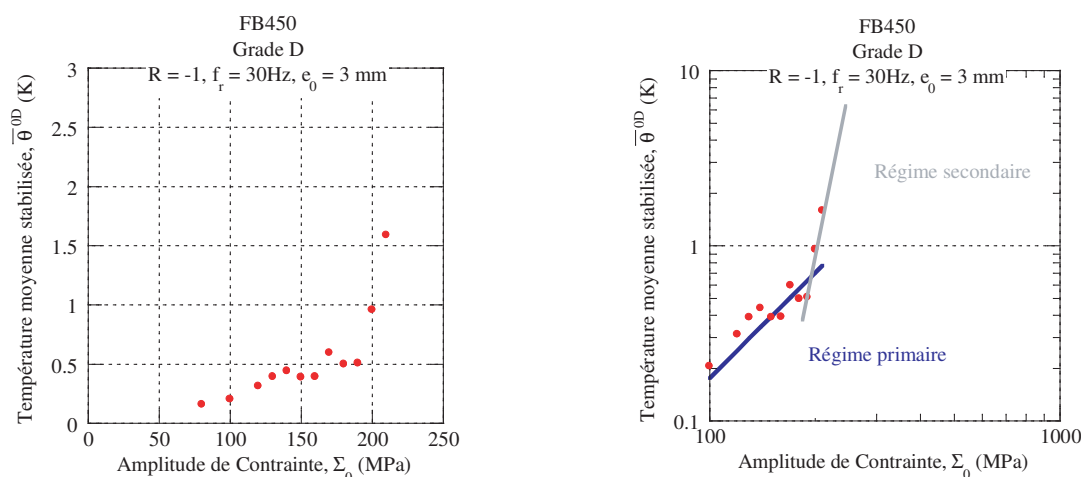 FB450
Grade D
R = -1, f_r = 30Hz, e_0 = 3 mm
Température moyenne stabilisée, θ̅^0D (K)
3
2.5
2
1.5
1
0.5
0
0 50 100 150 200 250
Amplitude de Contrainte, Σ_0 (MPa)
FB450
Grade D
R = -1, f_r = 30Hz, e_0 = 3 mm
Température moyenne stabilisée, θ̅^0D (K)
10
Régime secondaire
1
Régime primaire
0.1
100 1000
Amplitude de Contrainte, Σ_0 (MPa)